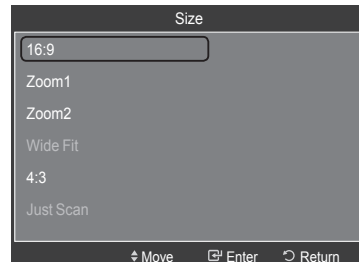 Size
16:9
Zoom1
Zoom2
Wide Fit
4:3
Just Scan
Move Enter Return